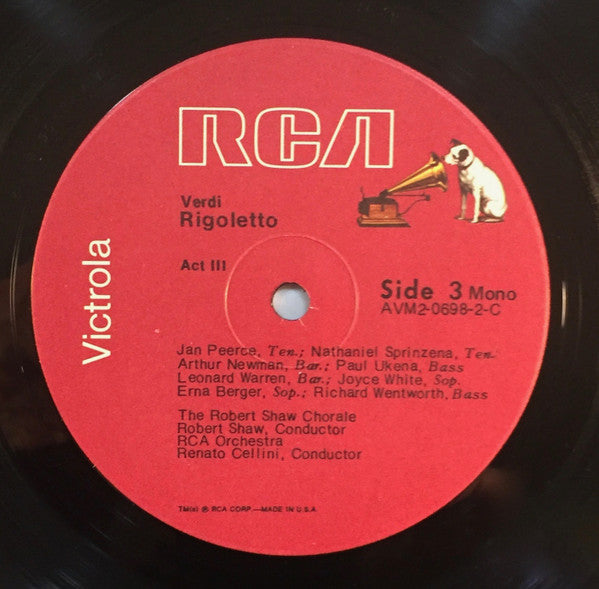 RCA
Victrola
Verdi
Rigoletto
Act III
Side 3 Mono
AVM2-0698-2-C
Jan Peerce, Ten.; Nathaniel Sprinzena, Ten.
Arthur Newman, Bar.; Paul Ukena, Bass
Leonard Warren, Bar.; Joyce White, Sop.
Erna Berger, Sop.; Richard Wentworth, Bass
The Robert Shaw Chorale
Robert Shaw, Conductor
RCA Orchestra
Renato Cellini, Conductor
TM(s) ® RCA CORP.—MADE IN U.S.A.